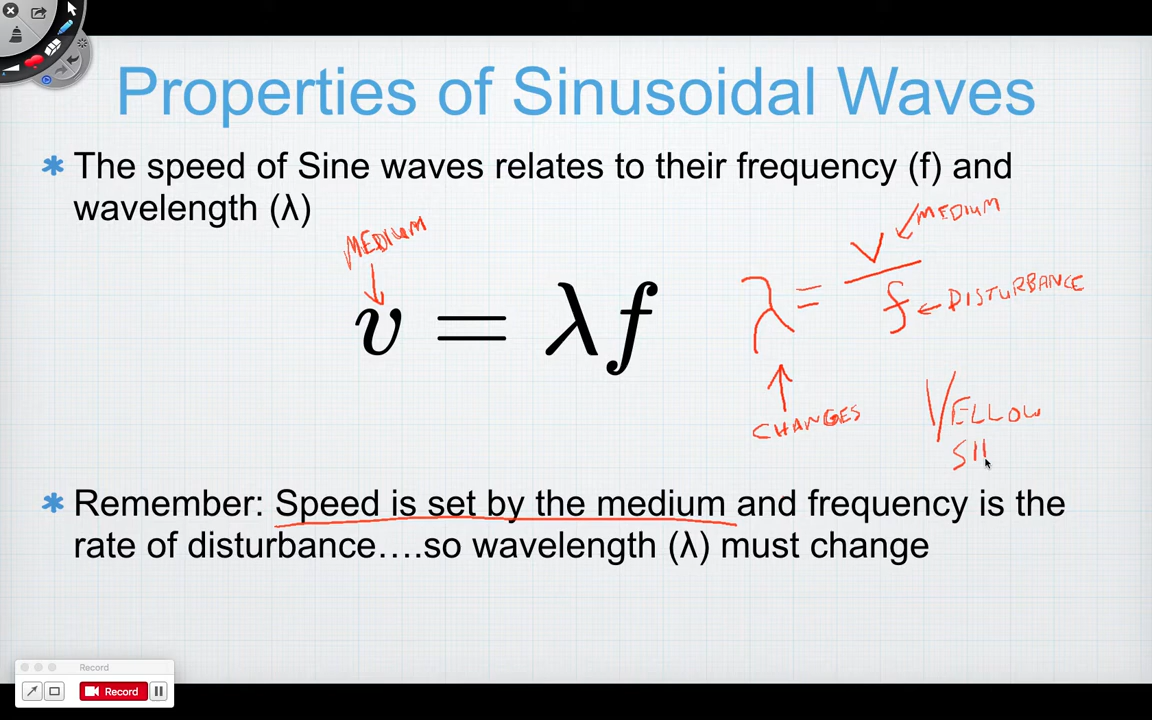 Properties of Sinusoidal Waves
The speed of Sine waves relates to their frequency (f) and
wavelength (λ)
MEDIUM
v = λf
V ← MEDIUM
λ =
f ← DISTURBANCE
CHANGES
YELLOW
Remember: Speed is set by the medium and frequency is the
rate of disturbance....so wavelength (λ) must change
Record
Record